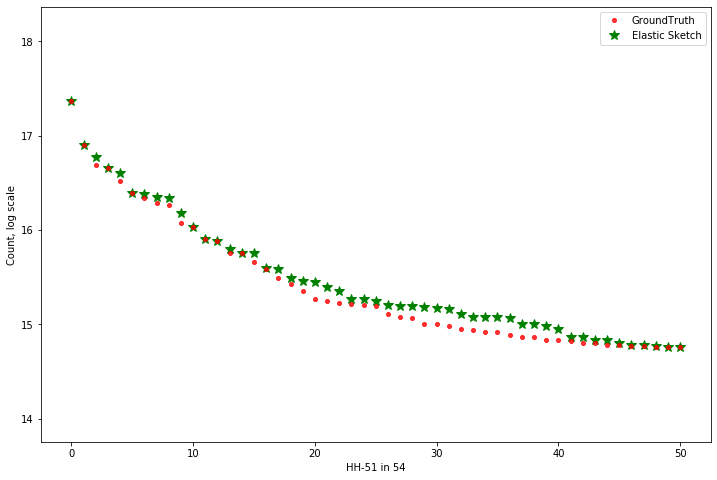 GroundTruth
Elastic Sketch
18
17
16
15
14
Count, log scale
0 10 20 30 40 50
HH-51 in 54